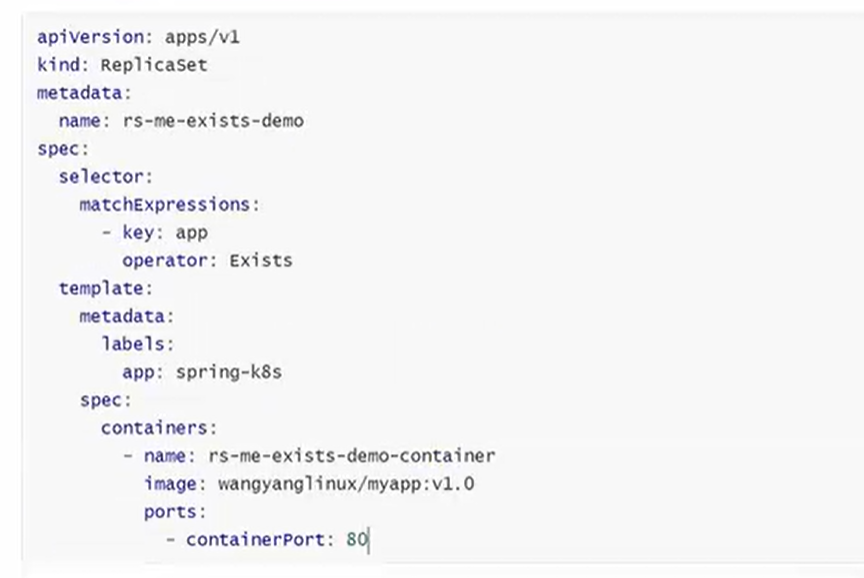 apiVersion: apps/v1
kind: ReplicaSet
metadata:
  name: rs-me-exists-demo
spec:
  selector:
    matchExpressions:
      - key: app
        operator: Exists
  template:
    metadata:
      labels:
        app: spring-k8s
    spec:
      containers:
        - name: rs-me-exists-demo-container
          image: wangyanglinux/myapp:v1.0
          ports:
            - containerPort: 80